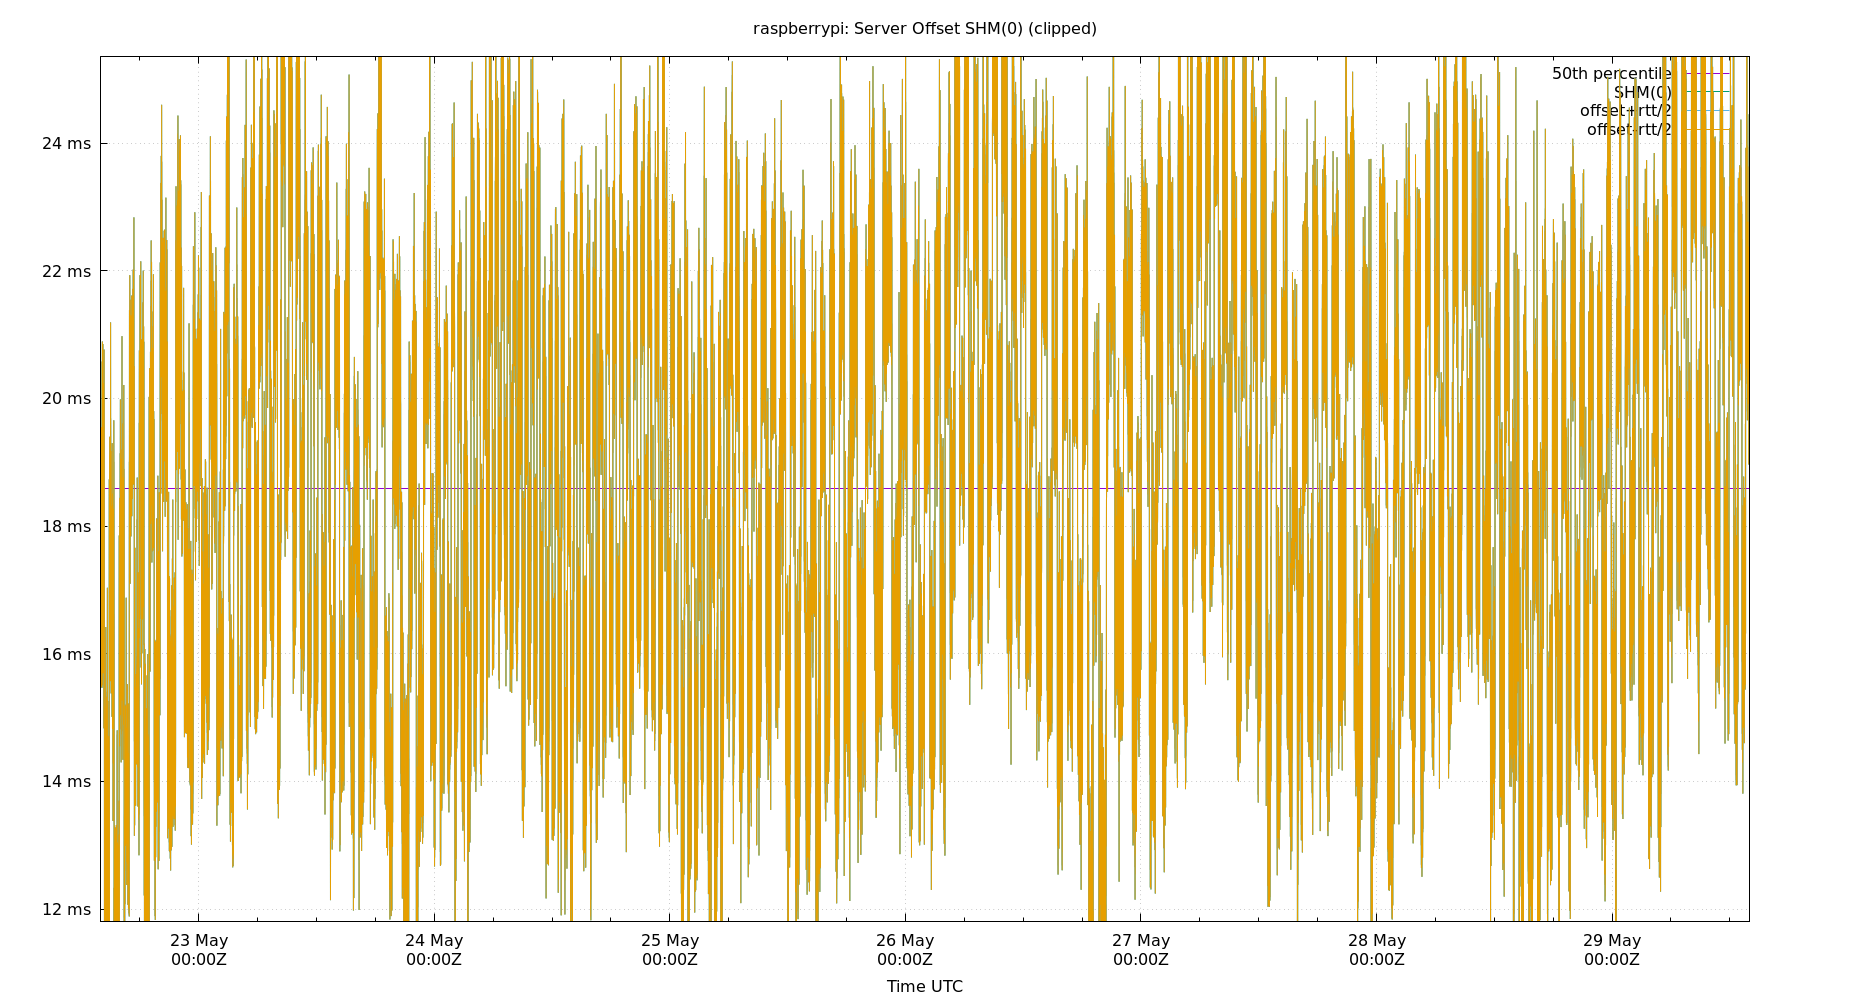 raspberrypi: Server Offset SHM(0) (clipped)
50th percentile
SHM(0)
offset+rtt/2
offset-rtt/2
24 ms
22 ms
20 ms
18 ms
16 ms
14 ms
12 ms
23 May 24 May 25 May 26 May 27 May 28 May 29 May
00:00Z 00:00Z 00:00Z 00:00Z 00:00Z 00:00Z 00:00Z
Time UTC